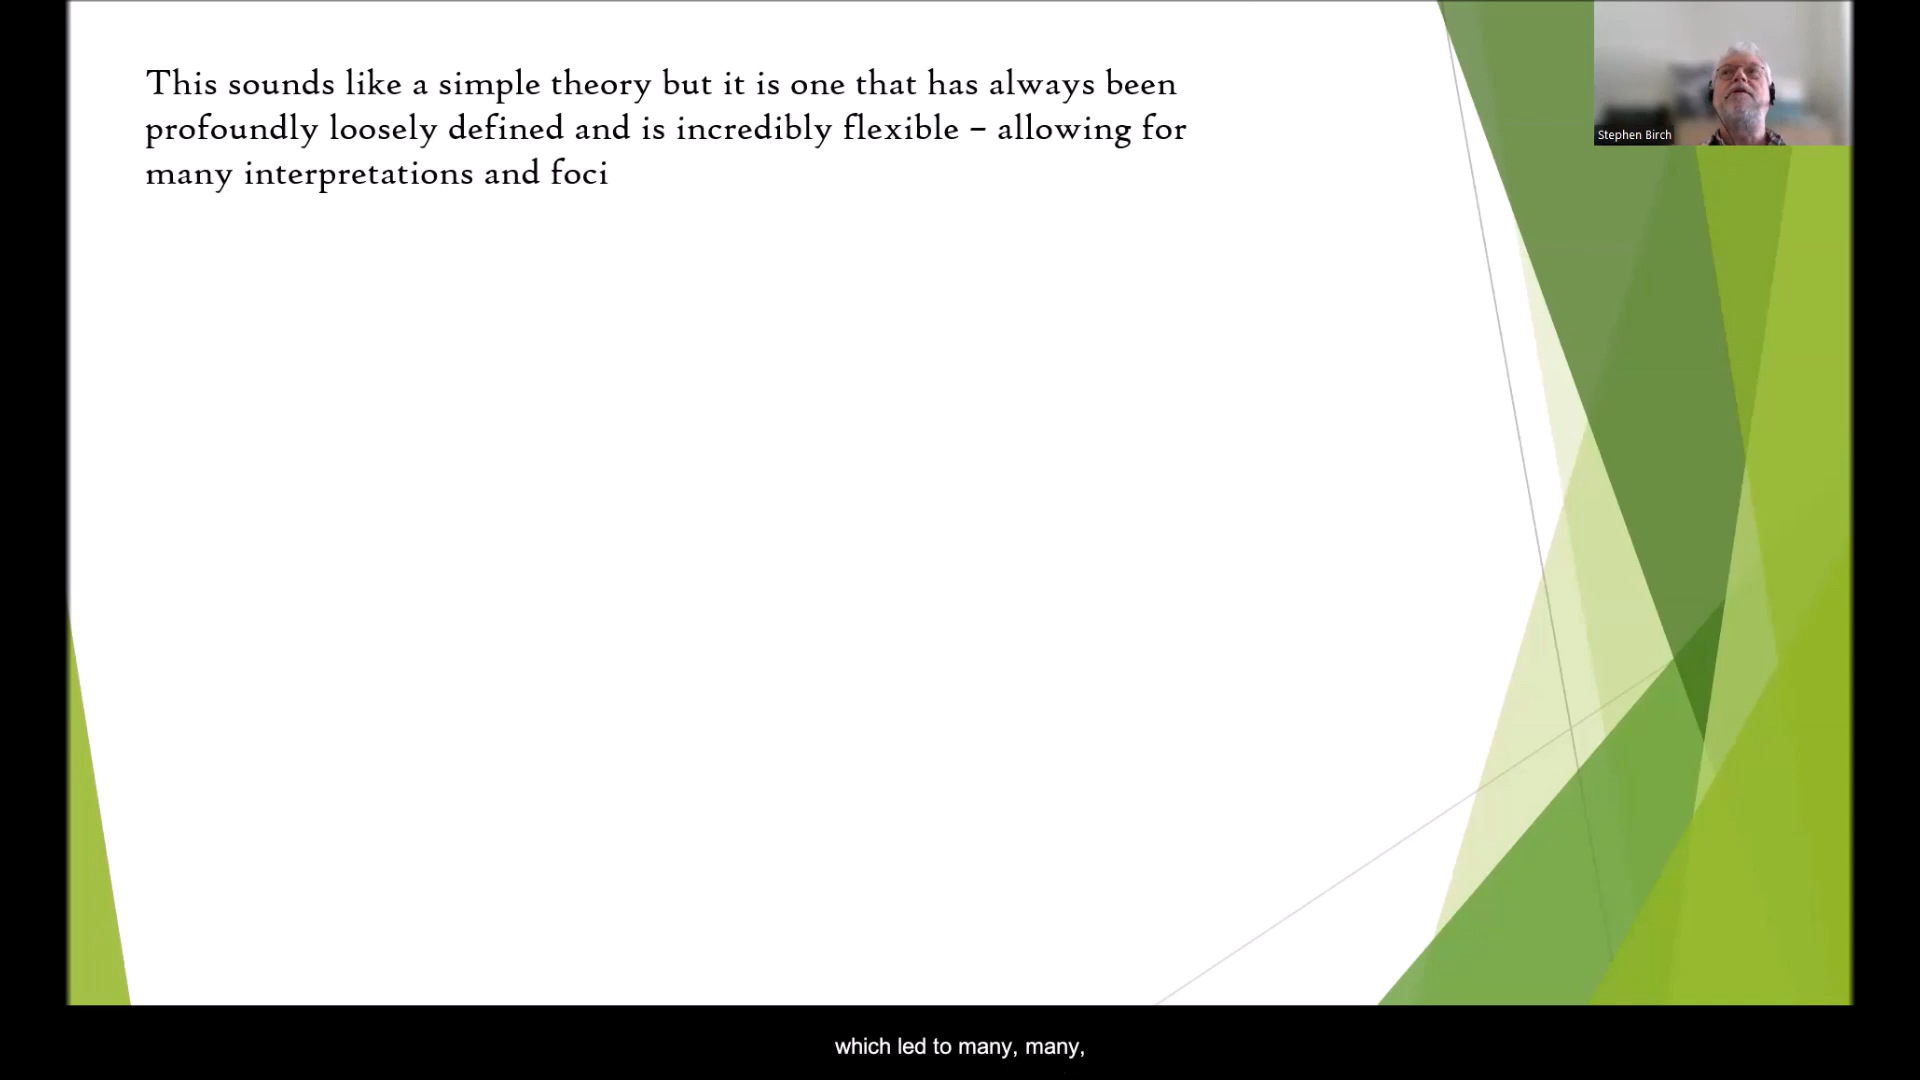 This sounds like a simple theory but it is one that has always been
profoundly loosely defined and is incredibly flexible – allowing for
many interpretations and foci
Stephen Birch
which led to many, many,